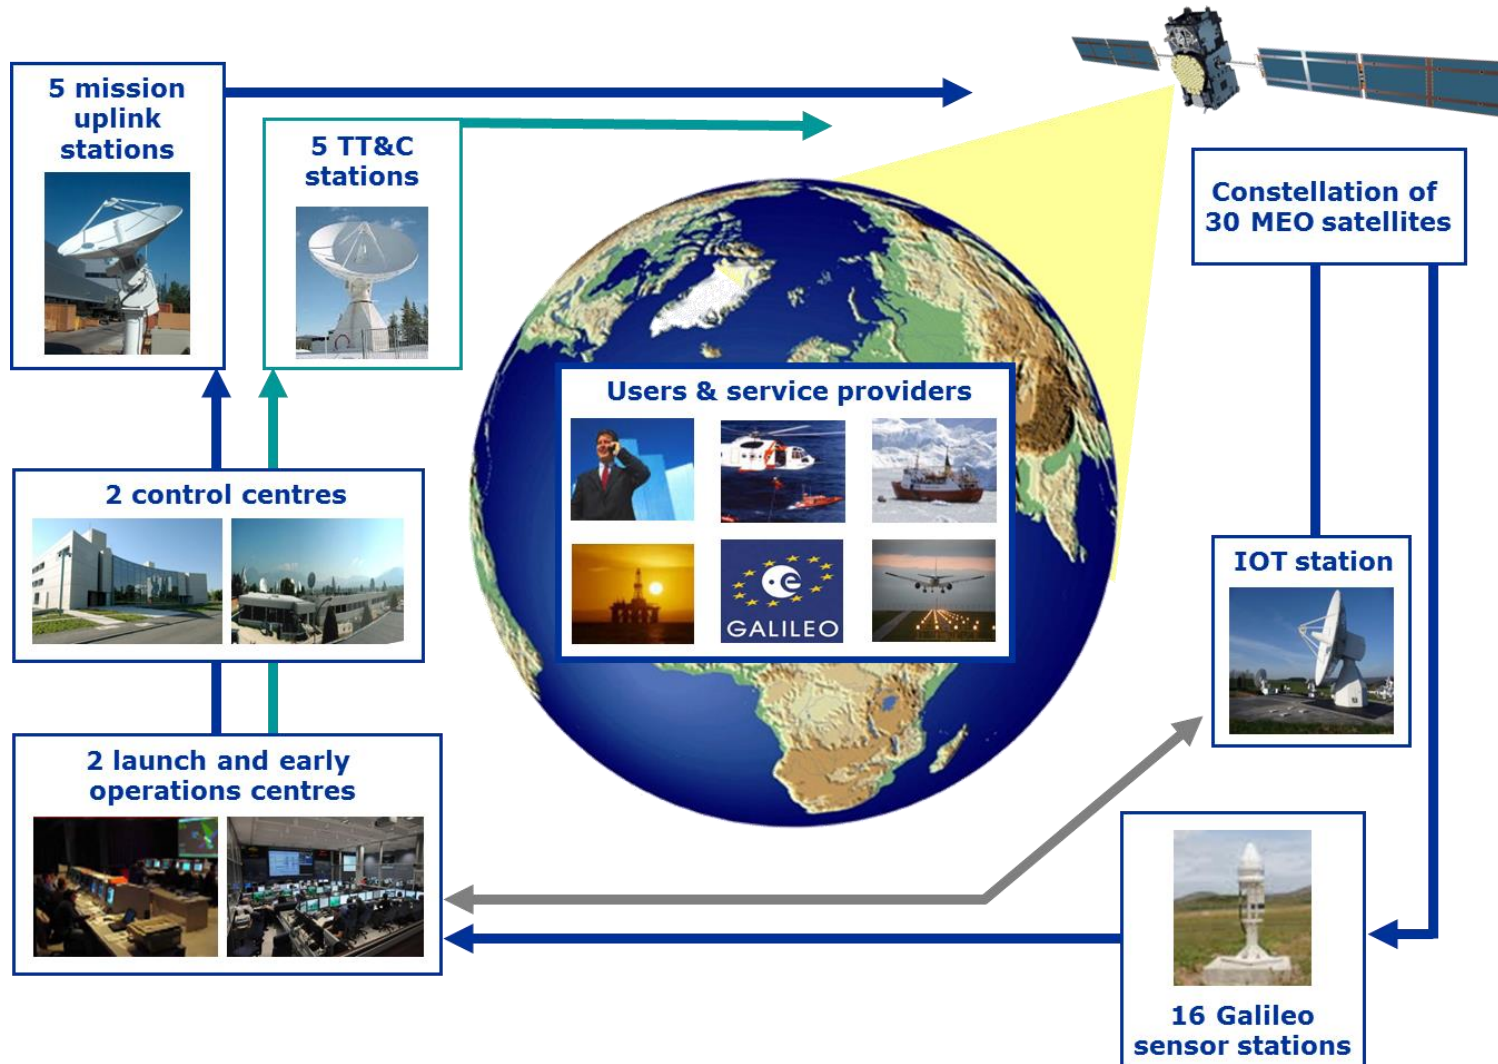 5 mission
uplink
stations
5 TT&C
stations
Constellation of
30 MEO satellites
Users & service providers
GALILEO
2 control centres
IOT station
2 launch and early
operations centres
16 Galileo
sensor stations